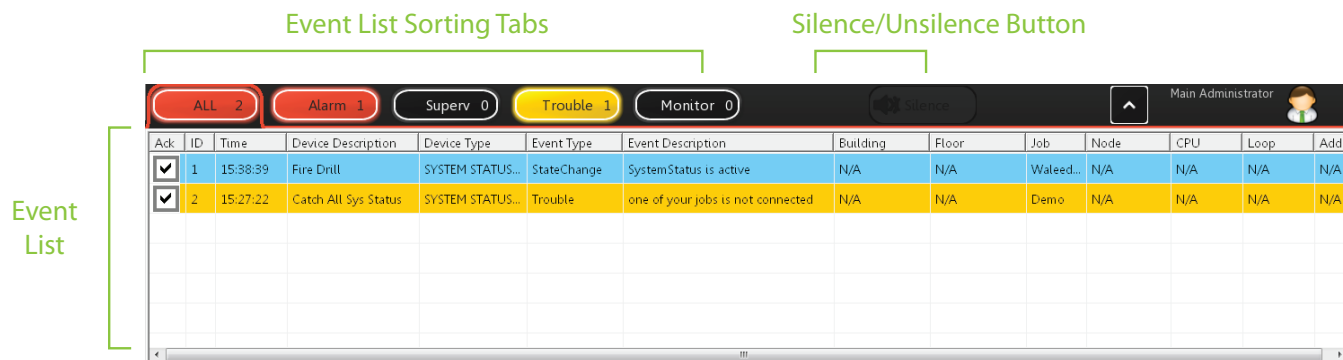 Event List Sorting Tabs
Silence/Unsilence Button
ALL 2
Alarm 1
Superv 0
Trouble 1
Monitor 0
Silence
Main Administrator
Ack ID Time Device Description Device Type Event Type Event Description Building Floor Job Node CPU Loop Add
1 15:38:39 Fire Drill SYSTEM STATUS... StateChange SystemStatus is active N/A N/A Waleed... N/A N/A N/A N/A
2 15:27:22 Catch All Sys Status SYSTEM STATUS... Trouble one of your jobs is not connected N/A N/A Demo N/A N/A N/A N/A
Event
List